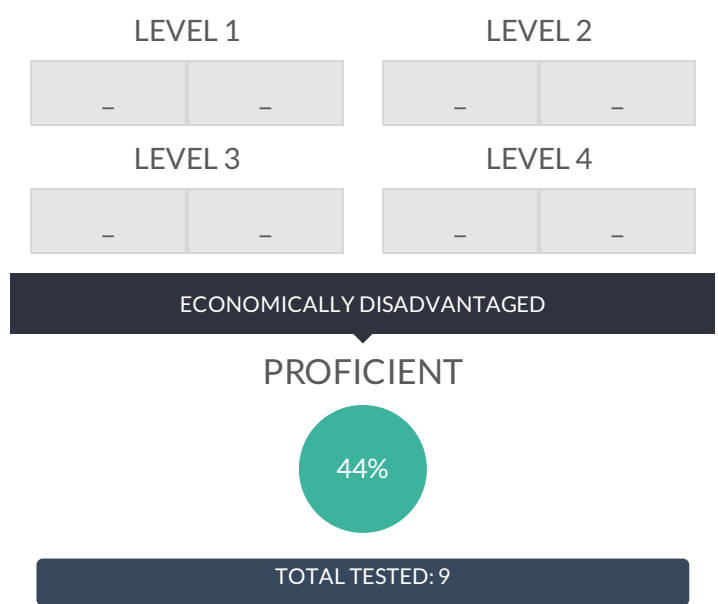 LEVEL 1 LEVEL 2
– – – –
LEVEL 3 LEVEL 4
– – – –
ECONOMICALLY DISADVANTAGED
PROFICIENT
44%
TOTAL TESTED: 9